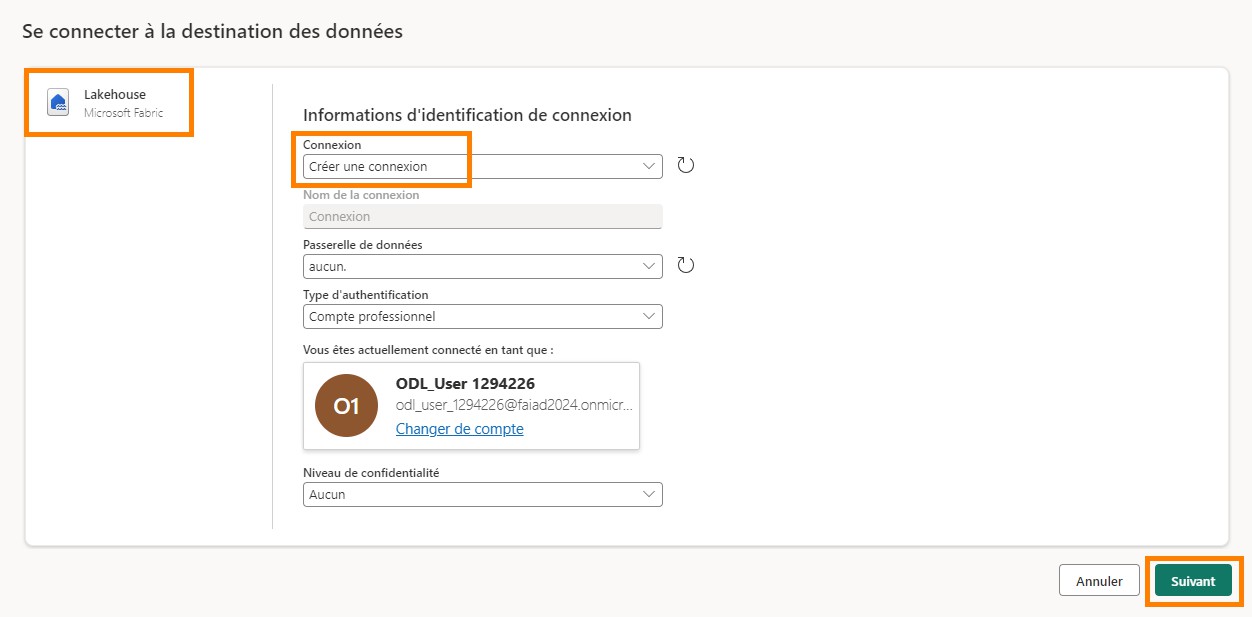 Se connecter à la destination des données
Lakehouse
Microsoft Fabric
Informations d'identification de connexion
Connexion
Créer une connexion
Nom de la connexion
Connexion
Passerelle de données
aucun.
Type d'authentification
Compte professionnel
Vous êtes actuellement connecté en tant que :
O1
ODL_User 1294226
odl_user_1294226@faiad2024.onmicr...
Changer de compte
Niveau de confidentialité
Aucun
Annuler
Suivant